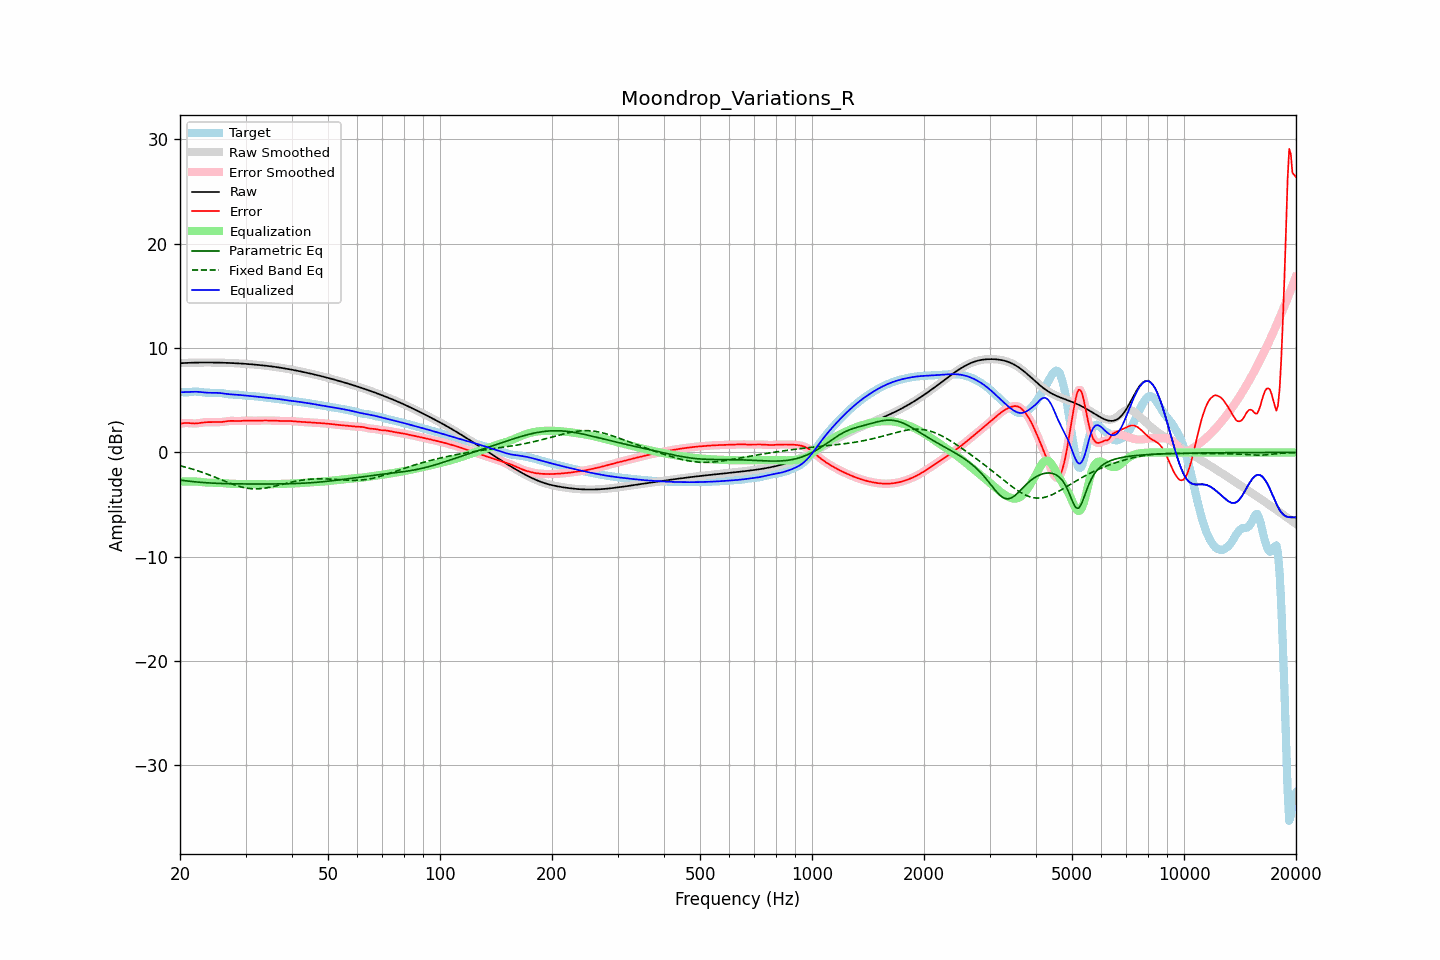 Moondrop_Variations_R
Target
Raw Smoothed
Error Smoothed
Raw
Error
Equalization
Parametric Eq
Fixed Band Eq
Equalized
30
20
10
0
−10
−20
−30
Amplitude (dBr)
20 50 100 200 500 1000 2000 5000 10000 20000
Frequency (Hz)